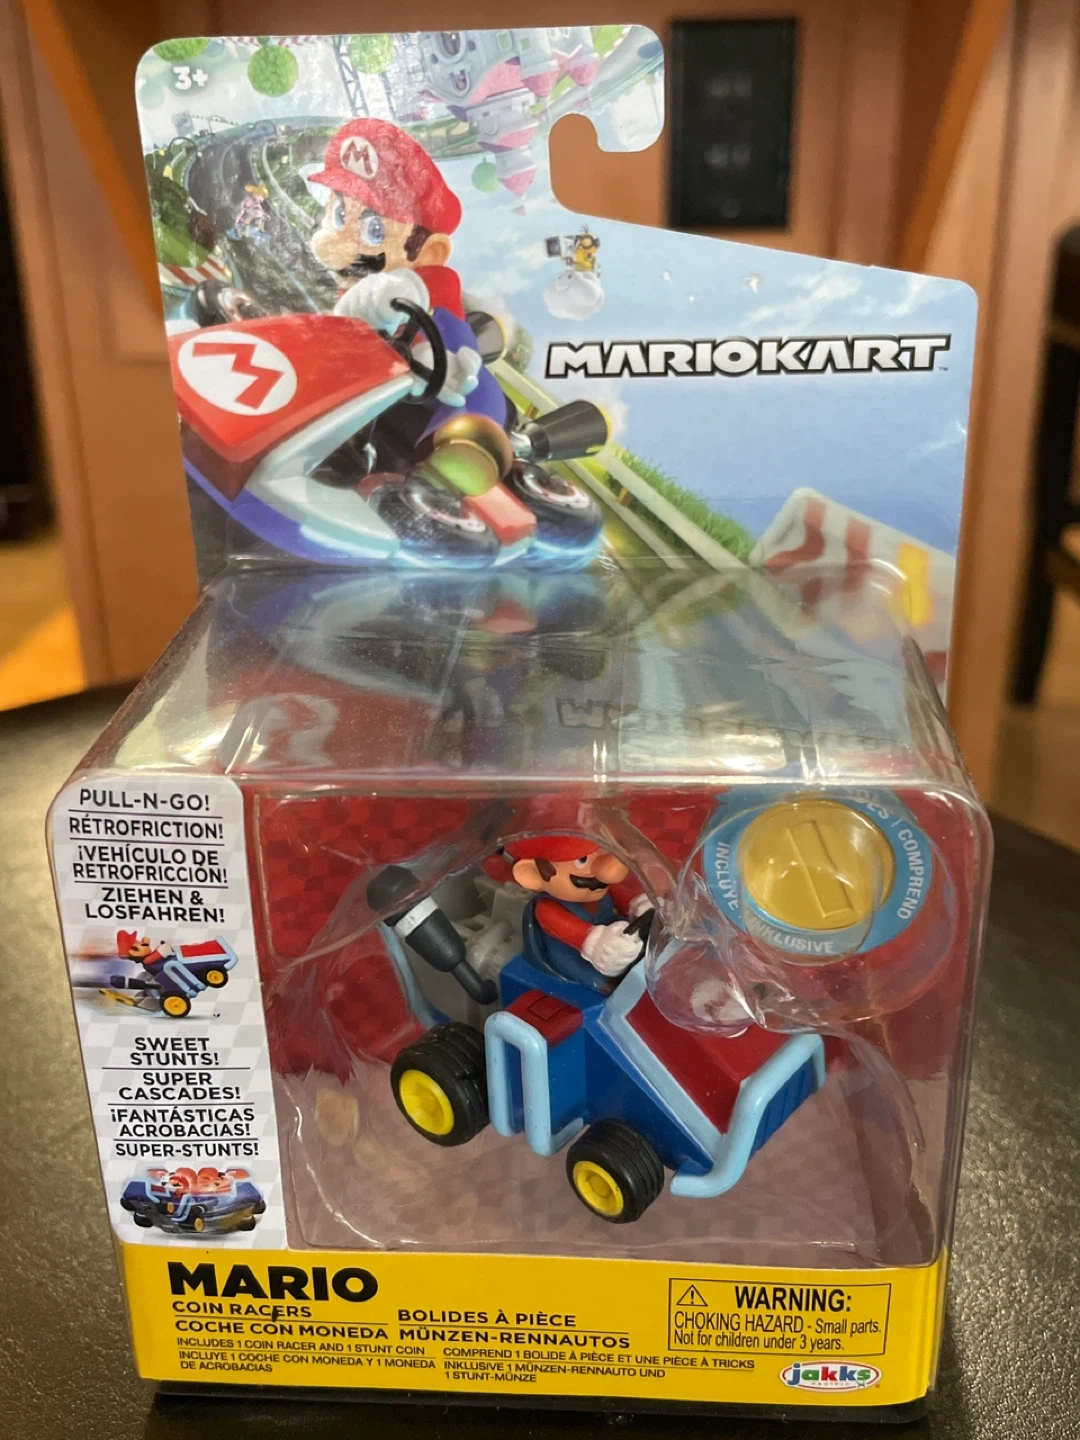 3+
M
M
MARIOKART™
PULL-N-GO!
RÉTROFRICTION!
¡VEHÍCULO DE
RETROFRICCIÓN!
ZIEHEN &
LOSFAHREN!
INCLUYE
COMPREND
INKLUSIVE
SWEET
STUNTS!
SUPER
CASCADES!
¡FANTÁSTICAS
ACROBACIAS!
SUPER-STUNTS!
MARIO
COIN RACERS
COCHE CON MONEDA
BOLIDES À PIÈCE
MÜNZEN-RENNAUTOS
INCLUDES 1 COIN RACER AND 1 STUNT COIN
INCLUYE 1 COCHE CON MONEDA Y 1 MONEDA
DE ACROBACIAS
COMPREND 1 BOLIDE À PIÈCE ET UNE PIÈCE À TRICKS
INKLUSIVE 1 MÜNZEN-RENNAUTO UND
1 STUNT-MÜNZE
WARNING:
CHOKING HAZARD - Small parts.
Not for children under 3 years.
jakks
PACIFIC